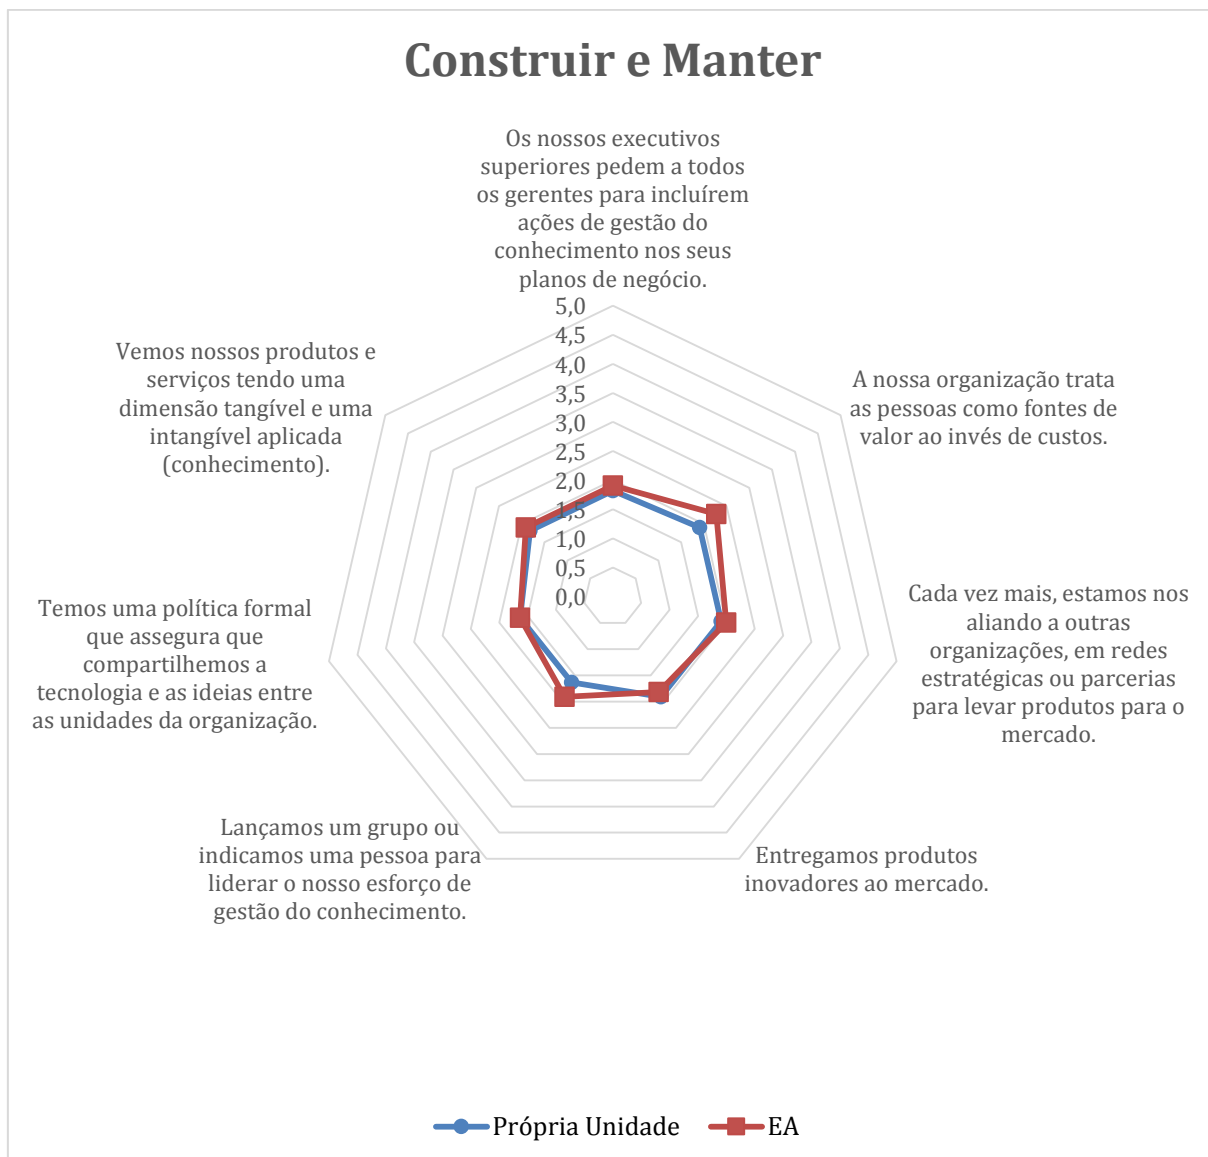 Construir e Manter
Os nossos executivos
superiores pedem a todos
os gerentes para incluírem
ações de gestão do
conhecimento nos seus
planos de negócio.
A nossa organização trata
as pessoas como fontes de
valor ao invés de custos.
Cada vez mais, estamos nos
aliando a outras
organizações, em redes
estratégicas ou parcerias
para levar produtos para o
mercado.
Entregamos produtos
inovadores ao mercado.
Lançamos um grupo ou
indicamos uma pessoa para
liderar o nosso esforço de
gestão do conhecimento.
Temos uma política formal
que assegura que
compartilhemos a
tecnologia e as ideias entre
as unidades da organização.
Vemos nossos produtos e
serviços tendo uma
dimensão tangível e uma
intangível aplicada
(conhecimento).
5,0
4,5
4,0
3,5
3,0
2,5
2,0
1,5
1,0
0,5
0,0
Própria Unidade
EA